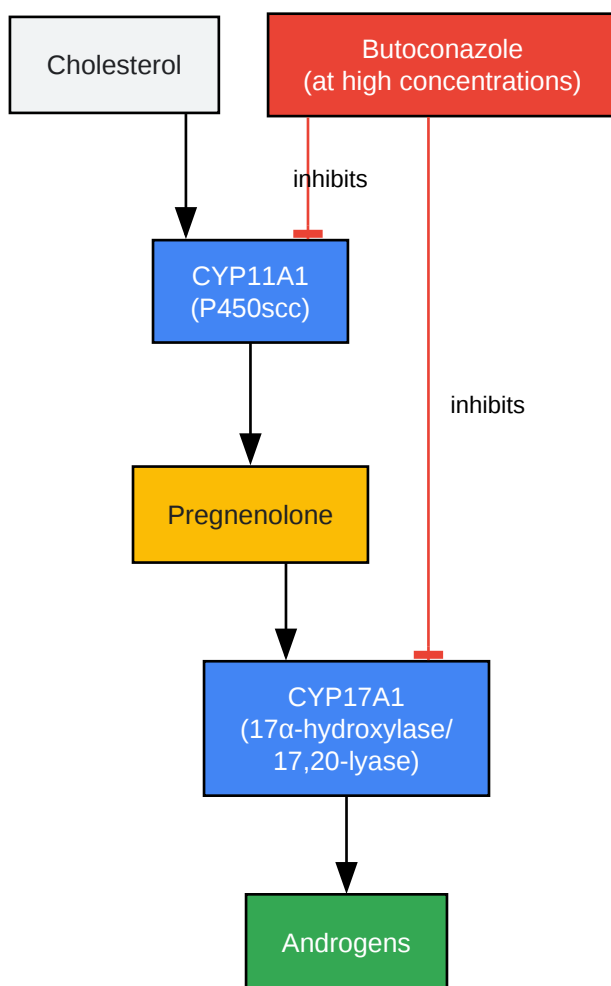 Cholesterol
Butoconazole
(at high concentrations)
inhibits
CYP11A1
(P450scc)
inhibits
Pregnenolone
CYP17A1
(17α-hydroxylase/
17,20-lyase)
Androgens